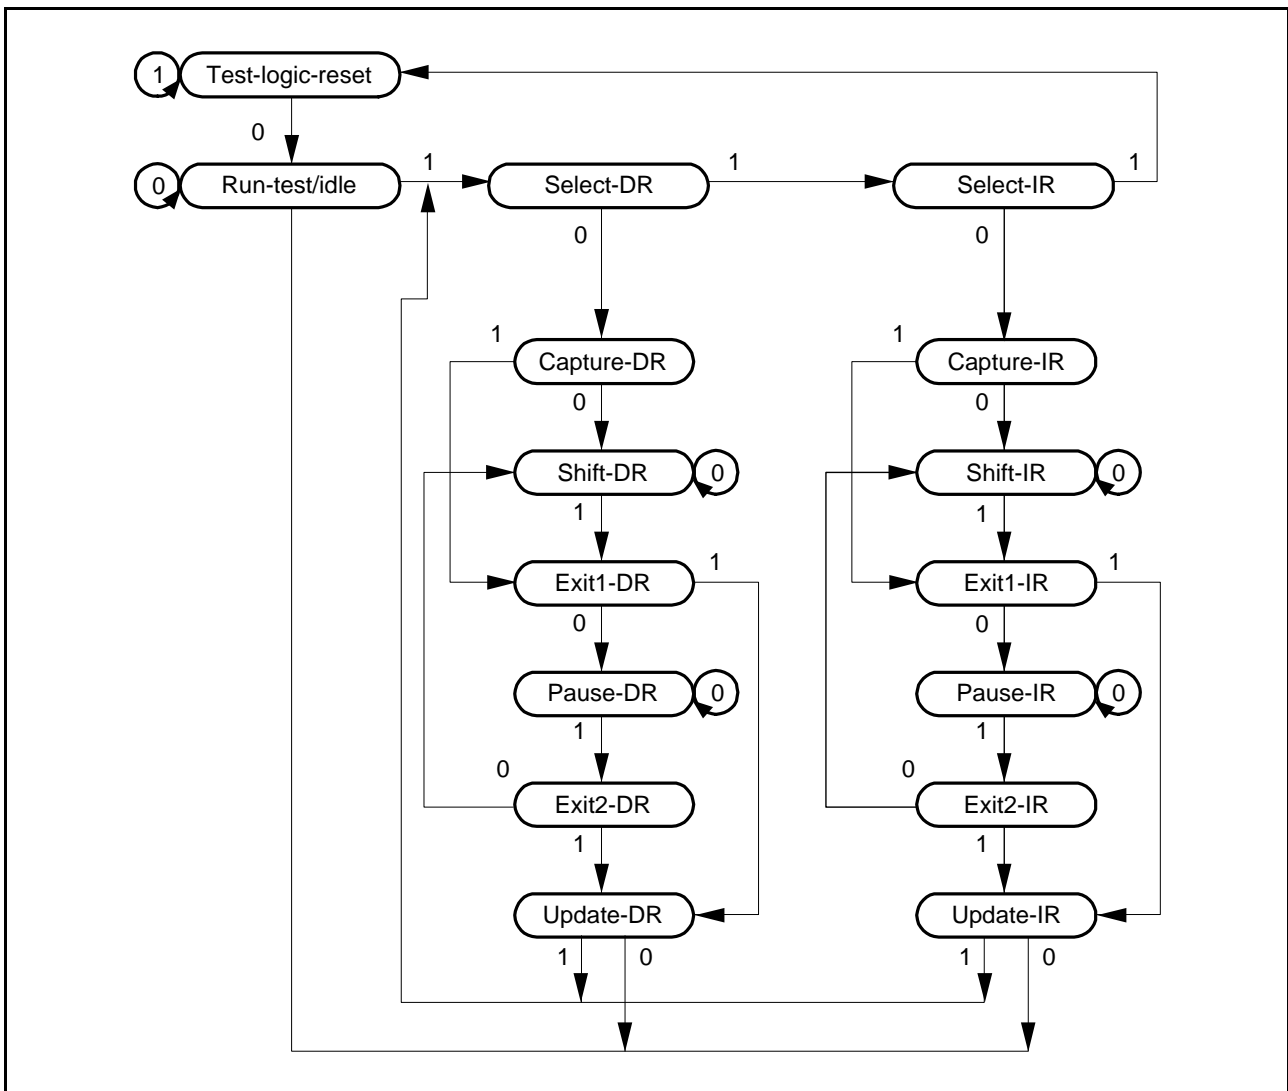 1 Test-logic-reset
0
0 Run-test/idle 1 Select-DR 1 Select-IR 1
0 0
1 1
Capture-DR Capture-IR
0 0
Shift-DR 0 Shift-IR 0
1 1
Exit1-DR 1 Exit1-IR 1
0 0
Pause-DR 0 Pause-IR 0
1 1
0 0
Exit2-DR Exit2-IR
1 1
Update-DR Update-IR
1 0 1 0